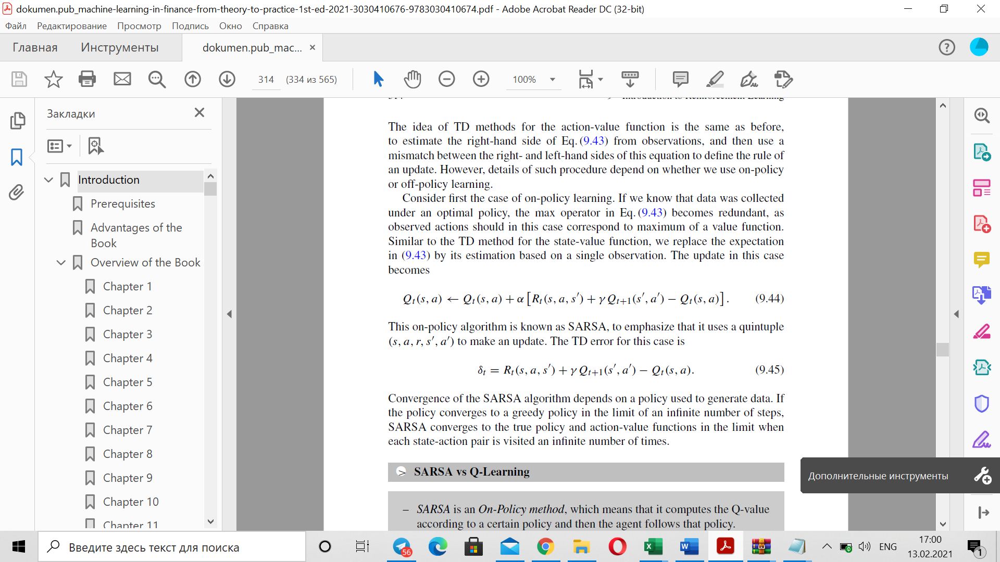 dokumen.pub_machine-learning-in-finance-from-theory-to-practice-1st-ed-2021-3030410676-9783030410674.pdf - Adobe Acrobat Reader DC (32-bit)
Файл Редактирование Просмотр Подпись Окно Справка
Главная Инструменты dokumen.pub_mac...
314 (334 из 565) 100%
Закладки
Introduction
Prerequisites
Advantages of the
Book
Overview of the Book
Chapter 1
Chapter 2
Chapter 3
Chapter 4
Chapter 5
Chapter 6
Chapter 7
Chapter 8
Chapter 9
Chapter 10
Chapter 11
314 9 Introduction to Reinforcement Learning
The idea of TD methods for the action-value function is the same as before,
to estimate the right-hand side of Eq. (9.43) from observations, and then use a
mismatch between the right- and left-hand sides of this equation to define the rule of
an update. However, details of such procedure depend on whether we use on-policy
or off-policy learning.
Consider first the case of on-policy learning. If we know that data was collected
under an optimal policy, the max operator in Eq. (9.43) becomes redundant, as
observed actions should in this case correspond to maximum of a value function.
Similar to the TD method for the state-value function, we replace the expectation
in (9.43) by its estimation based on a single observation. The update in this case
becomes
Qₜ(s, a) ← Qₜ(s, a) + α [Rₜ(s, a, s′) + γ Qₜ₊₁(s′, a′) − Qₜ(s, a)]. (9.44)
This on-policy algorithm is known as SARSA, to emphasize that it uses a quintuple
(s, a, r, s′, a′) to make an update. The TD error for this case is
δₜ = Rₜ(s, a, s′) + γ Qₜ₊₁(s′, a′) − Qₜ(s, a). (9.45)
Convergence of the SARSA algorithm depends on a policy used to generate data. If
the policy converges to a greedy policy in the limit of an infinite number of steps,
SARSA converges to the true policy and action-value functions in the limit when
each state-action pair is visited an infinite number of times.
> SARSA vs Q-Learning
– SARSA is an On-Policy method, which means that it computes the Q-value
according to a certain policy and then the agent follows that policy.
Дополнительные инструменты
Введите здесь текст для поиска
56
ENG
17:00
13.02.2021
1